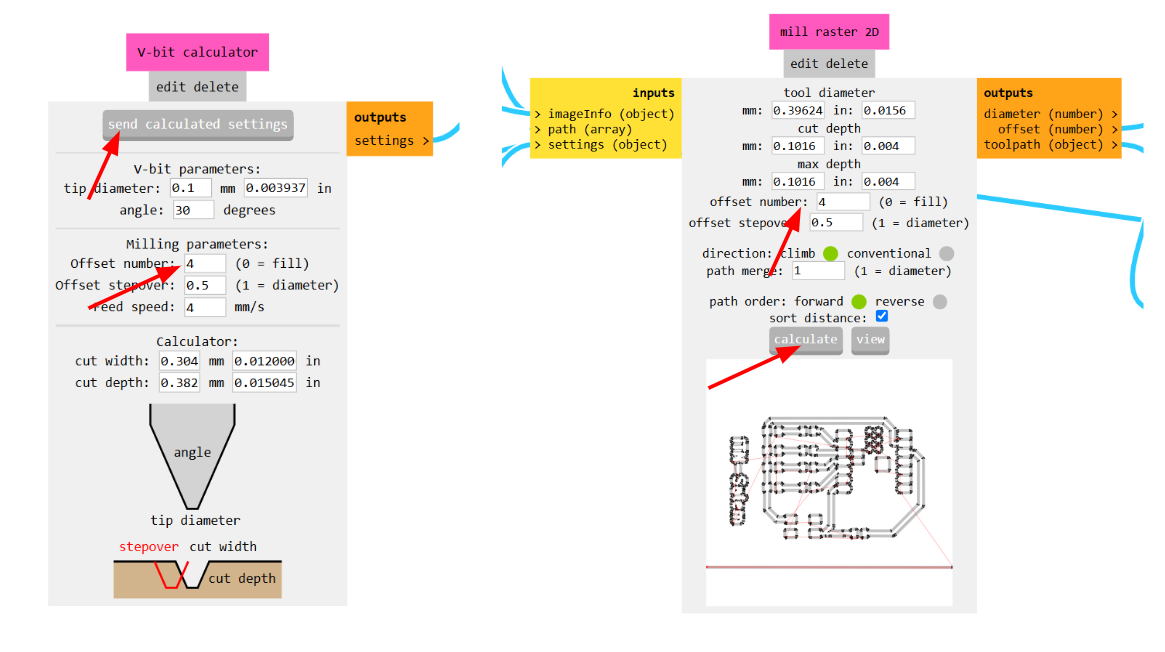 V-bit calculator
edit delete
send calculated settings
V-bit parameters:
tip diameter: 0.1 mm 0.003937 in
angle: 30 degrees
Milling parameters:
Offset number: 4 (0 = fill)
Offset stepover: 0.5 (1 = diameter)
feed speed: 4 mm/s
Calculator:
cut width: 0.304 mm 0.012000 in
cut depth: 0.382 mm 0.015045 in
angle
tip diameter
stepover cut width
cut depth
outputs
settings >
mill raster 2D
edit delete
inputs
> imageInfo (object)
> path (array)
> settings (object)
tool diameter
mm: 0.39624 in: 0.0156
cut depth
mm: 0.1016 in: 0.004
max depth
mm: 0.1016 in: 0.004
offset number: 4 (0 = fill)
offset stepover: 0.5 (1 = diameter)
direction: climb conventional
path merge: 1 (1 = diameter)
path order: forward reverse
sort distance:
calculate view
outputs
diameter (number) >
offset (number) >
toolpath (object) >